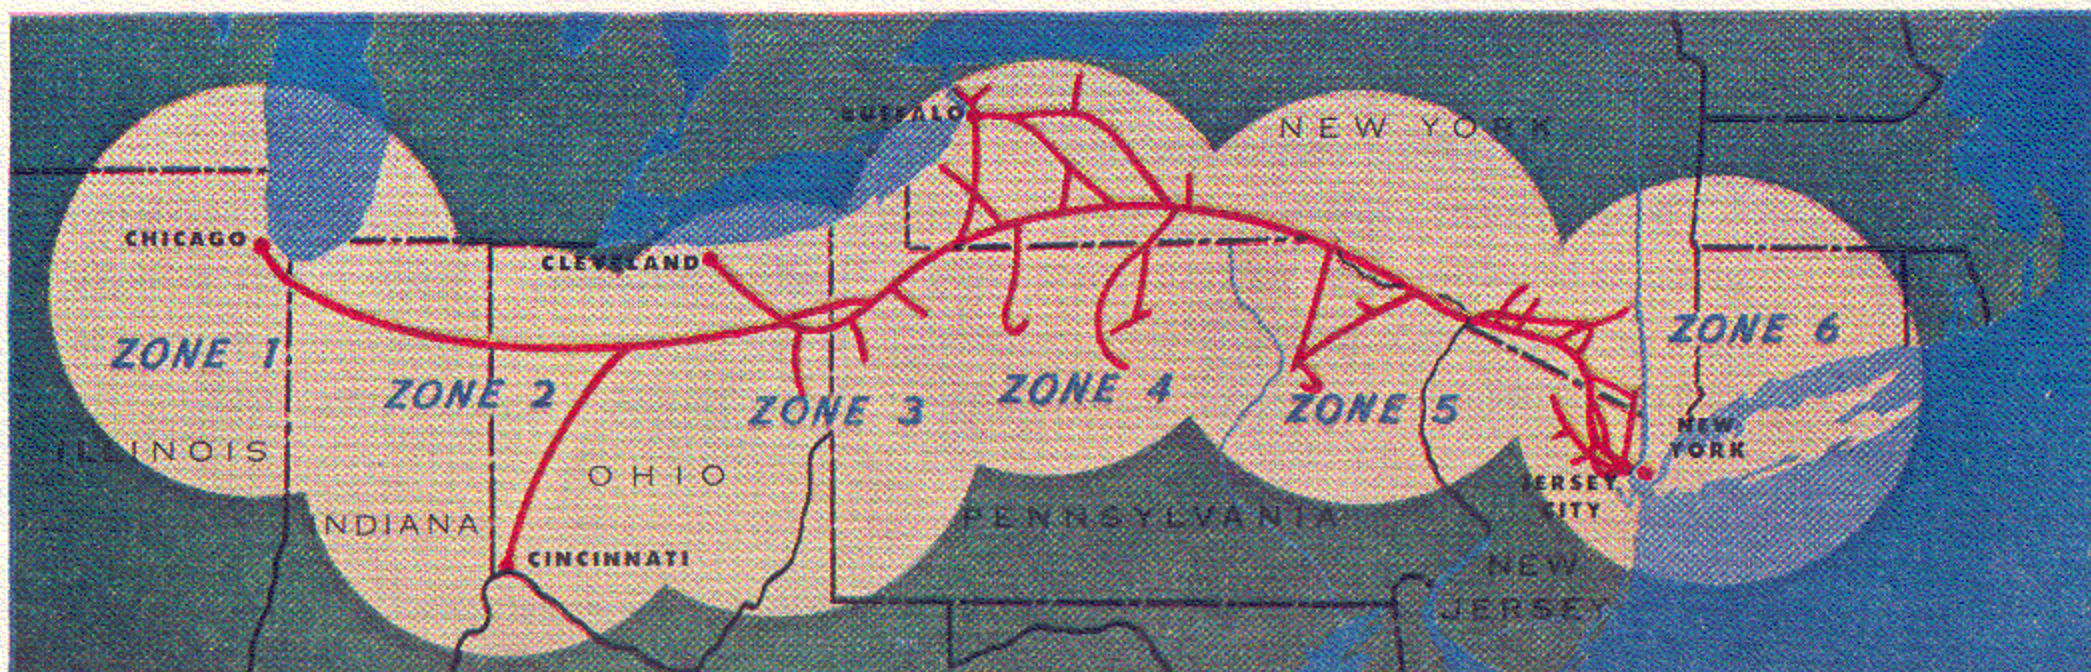 BUFFALO
NEW YORK
CHICAGO
CLEVELAND
ZONE 1
ZONE 2
ZONE 3
ZONE 4
ZONE 5
ZONE 6
NEW
YORK
ILLINOIS
OHIO
JERSEY
CITY
INDIANA
PENNSYLVANIA
CINCINNATI
NEW
JERSEY